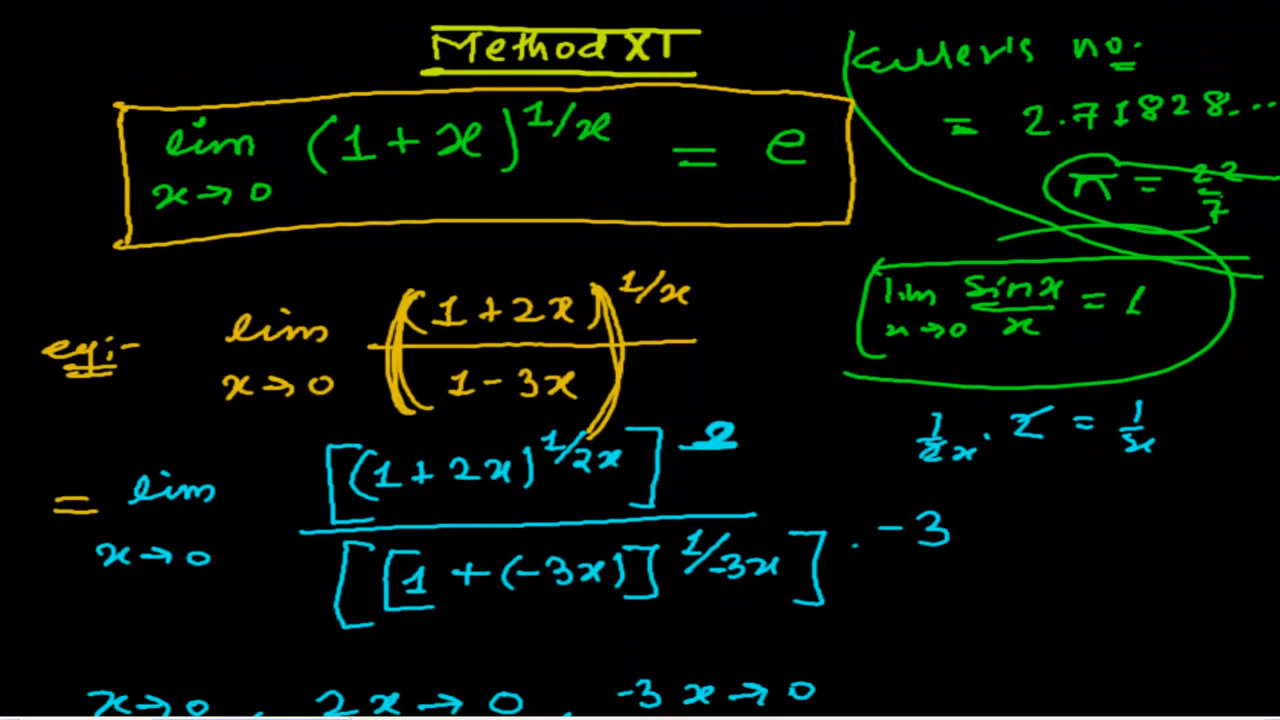 Method XI
Euler's no.
= 2.71828...
lim (1+x)^1/x = e
x→0
π = 22/7
lim sinx/x = 1
x→0
eg:- lim ((1+2x)/(1-3x))^1/x
x→0
1/2x . 2 = 1/x
= lim [(1+2x)^1/2x]^2
x→0
[[1+(-3x)]^1/-3x] . -3
x→0 , 2x→0 , -3x→0